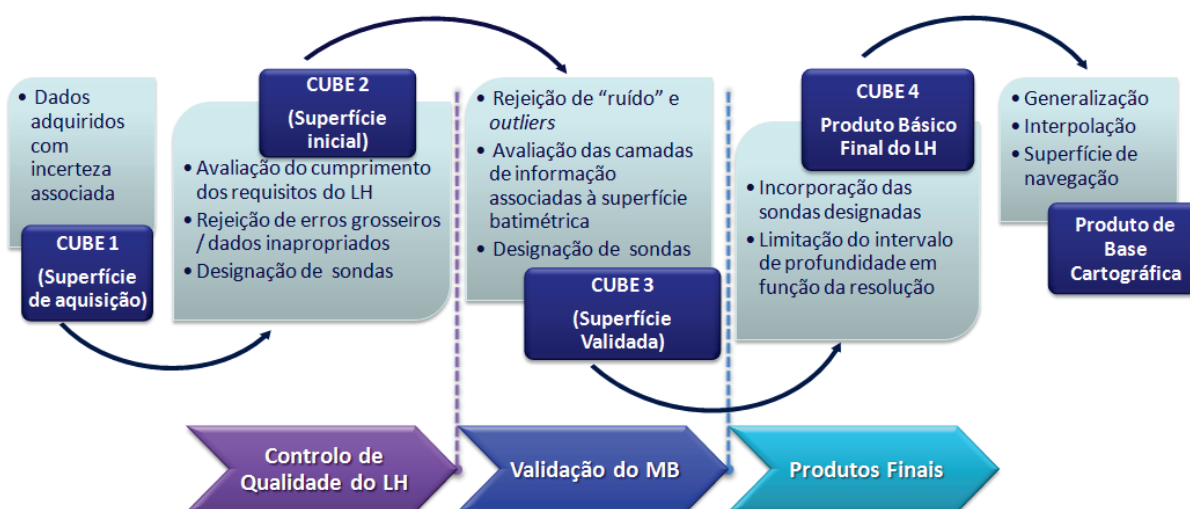 • Dados
adquiridos
com
incerteza
associada
CUBE 1
(Superfície
de aquisição)
CUBE 2
(Superfície
inicial)
• Avaliação do cumprimento
dos requisitos do LH
• Rejeição de erros grosseiros
/ dados inapropriados
• Designação de sondas
• Rejeição de “ruído” e
outliers
• Avaliação das camadas
de informação
associadas à superfície
batimétrica
• Designação de sondas
CUBE 3
(Superfície
Validada)
CUBE 4
Produto Básico
Final do LH
• Incorporação das
sondas designadas
• Limitação do intervalo
de profundidade em
função da resolução
• Generalização
• Interpolação
• Superfície de
navegação
Produto de
Base
Cartográfica
Controlo de
Qualidade do LH
Validação do MB
Produtos Finais